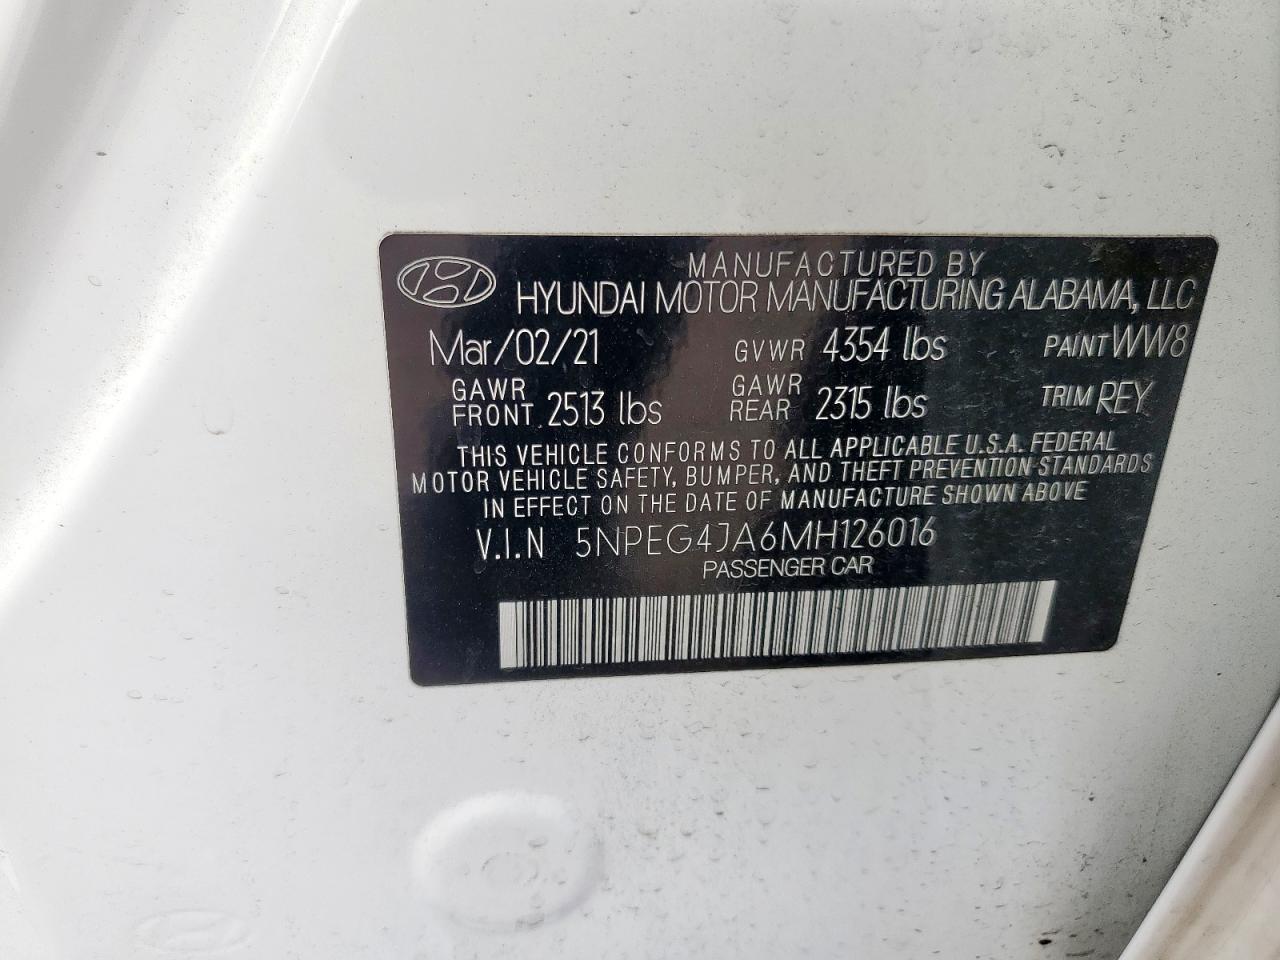 MANUFACTURED BY
HYUNDAI MOTOR MANUFACTURING ALABAMA, LLC
Mar/02/21 GVWR 4354 lbs PAINT WW8
GAWR FRONT 2513 lbs GAWR REAR 2315 lbs TRIM REY
THIS VEHICLE CONFORMS TO ALL APPLICABLE U.S.A. FEDERAL
MOTOR VEHICLE SAFETY, BUMPER, AND THEFT PREVENTION STANDARDS
IN EFFECT ON THE DATE OF MANUFACTURE SHOWN ABOVE
V.I.N 5NPEG4JA6MH126016
PASSENGER CAR